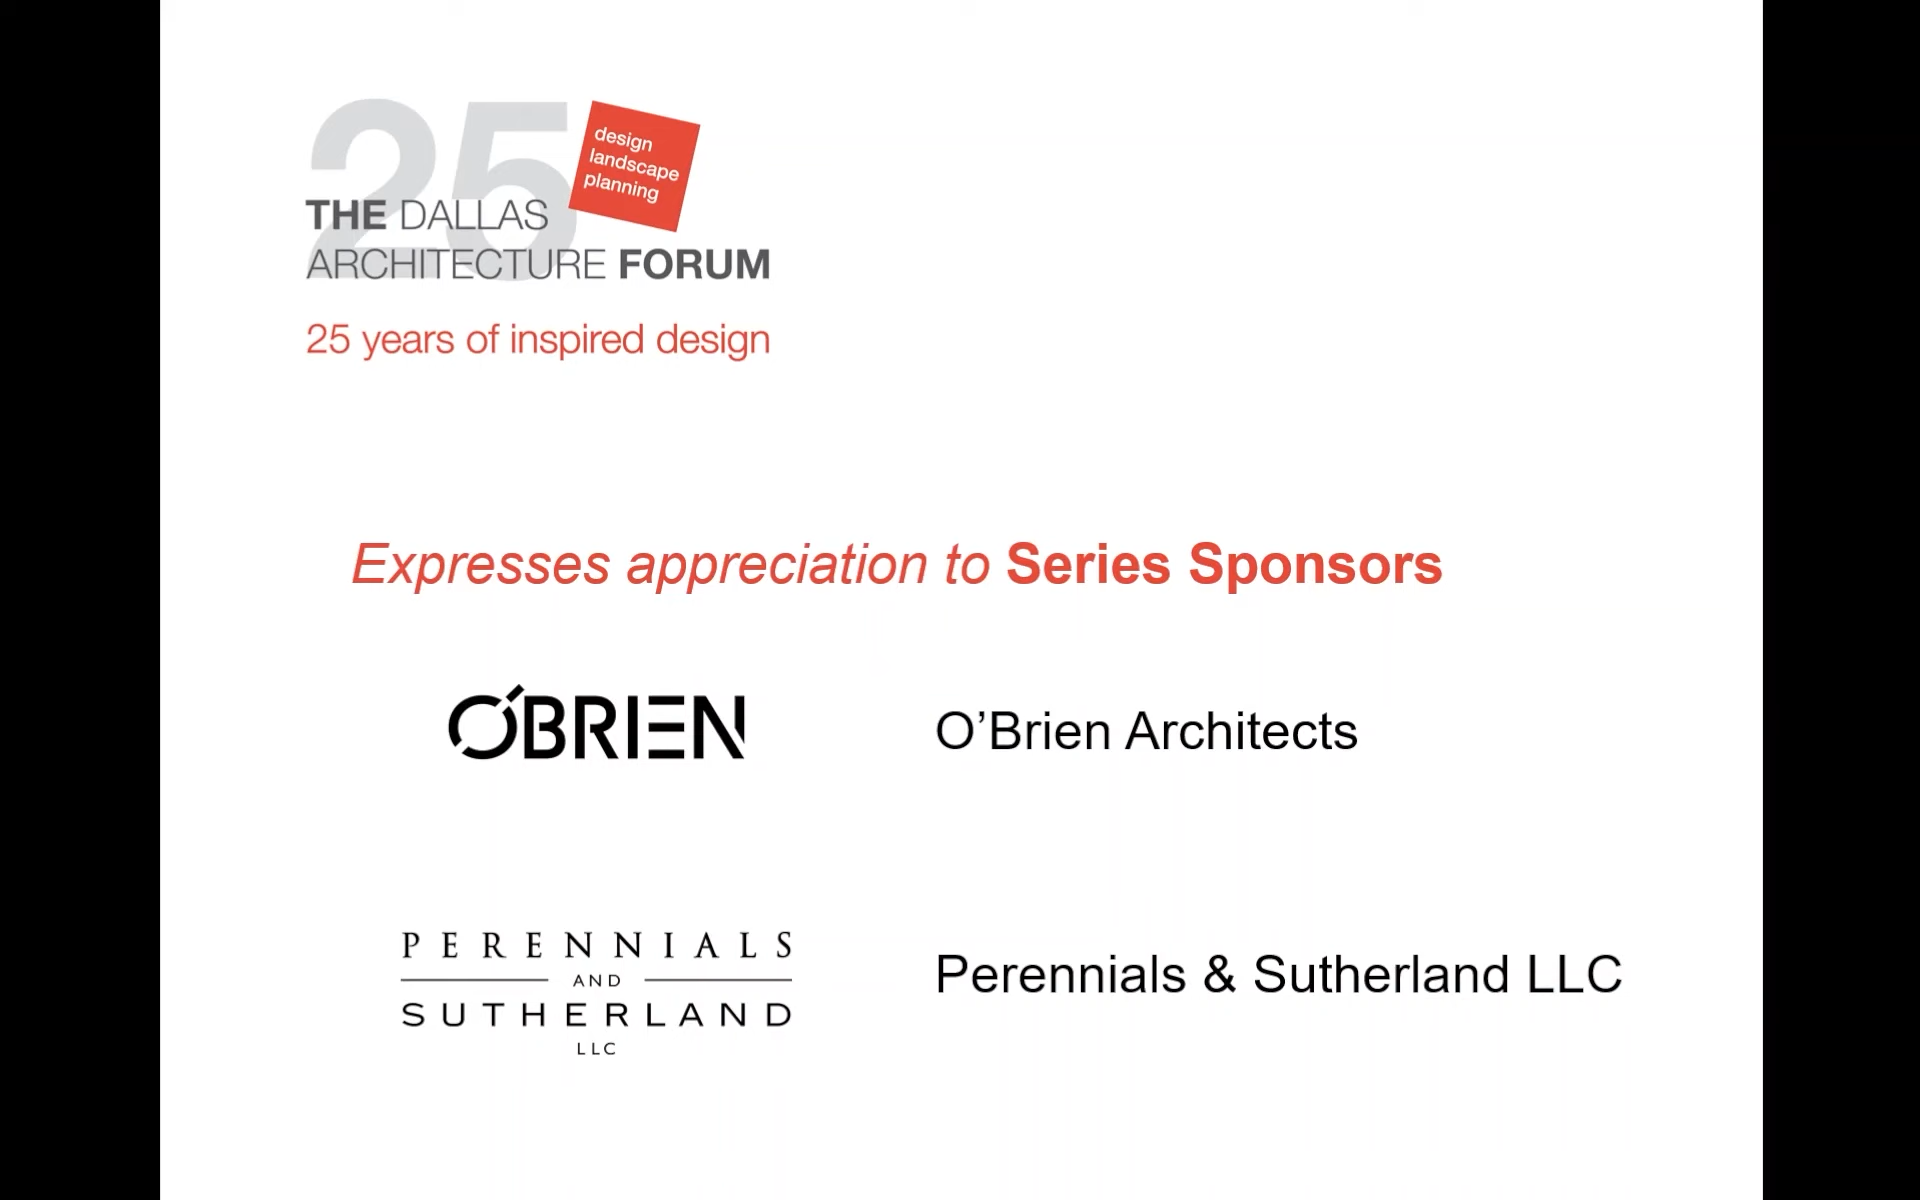 25
design
landscape
planning
THE DALLAS
ARCHITECTURE FORUM
25 years of inspired design
Expresses appreciation to Series Sponsors
O'BRIEN
O’Brien Architects
PERENNIALS
AND
SUTHERLAND
LLC
Perennials & Sutherland LLC